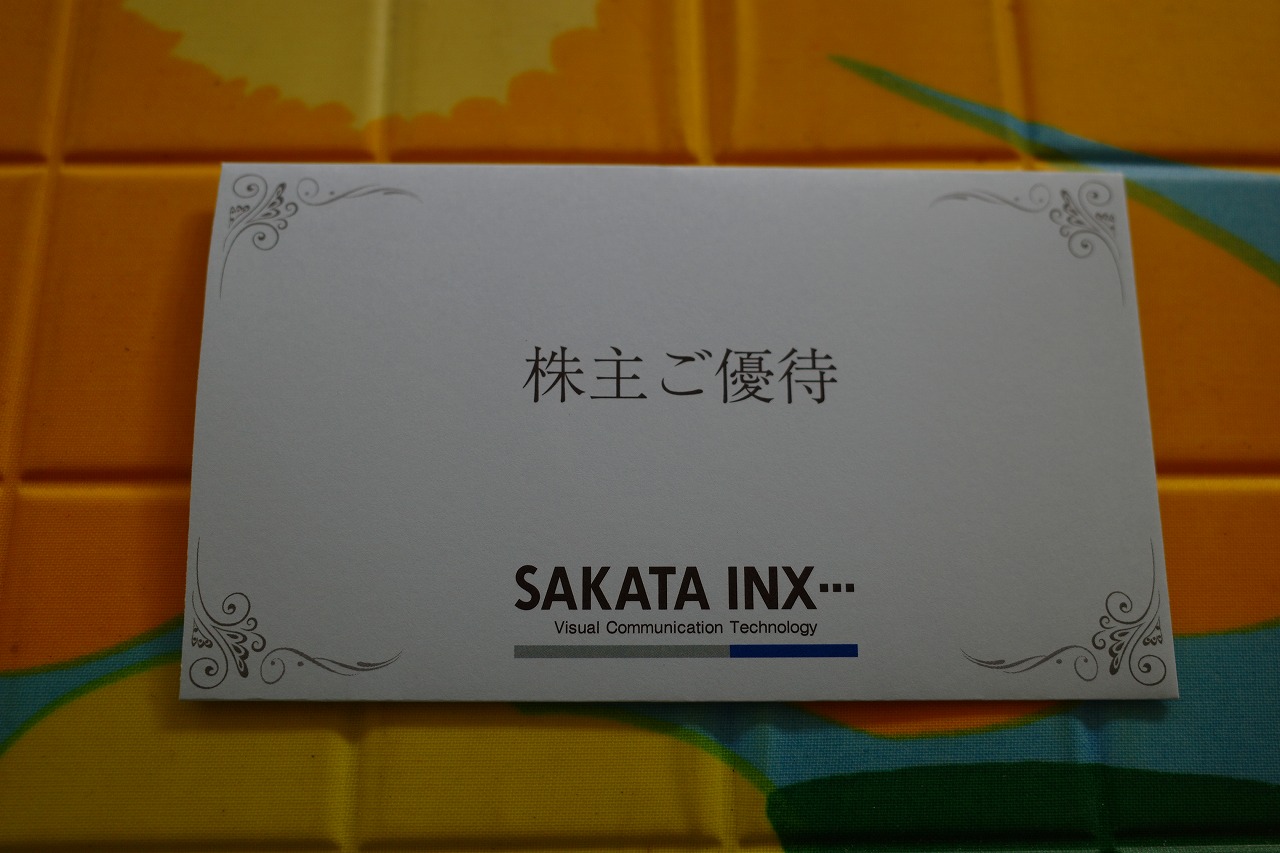 株主ご優待
SAKATA INX…
Visual Communication Technology